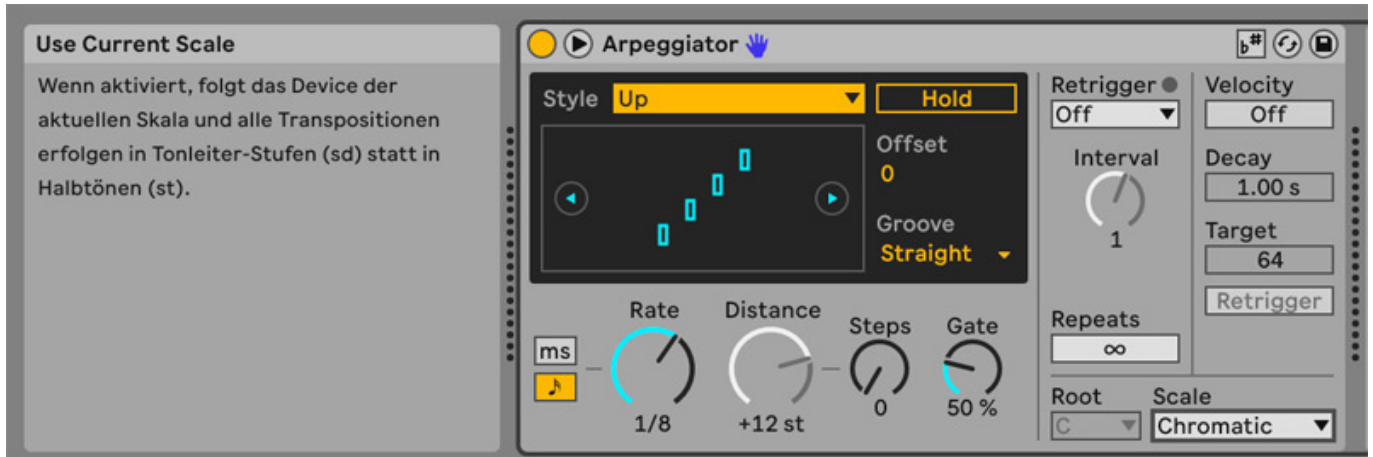 Use Current Scale
Wenn aktiviert, folgt das Device der
aktuellen Skala und alle Transpositionen
erfolgen in Tonleiter-Stufen (sd) statt in
Halbtönen (st).
Arpeggiator
b#
Style Up Hold
Offset
0
Groove
Straight
Rate
Distance
Steps
Gate
ms
1/8
+12 st
0
50 %
Retrigger
Off
Interval
1
Repeats
∞
Velocity
Off
Decay
1.00 s
Target
64
Retrigger
Root
C
Scale
Chromatic